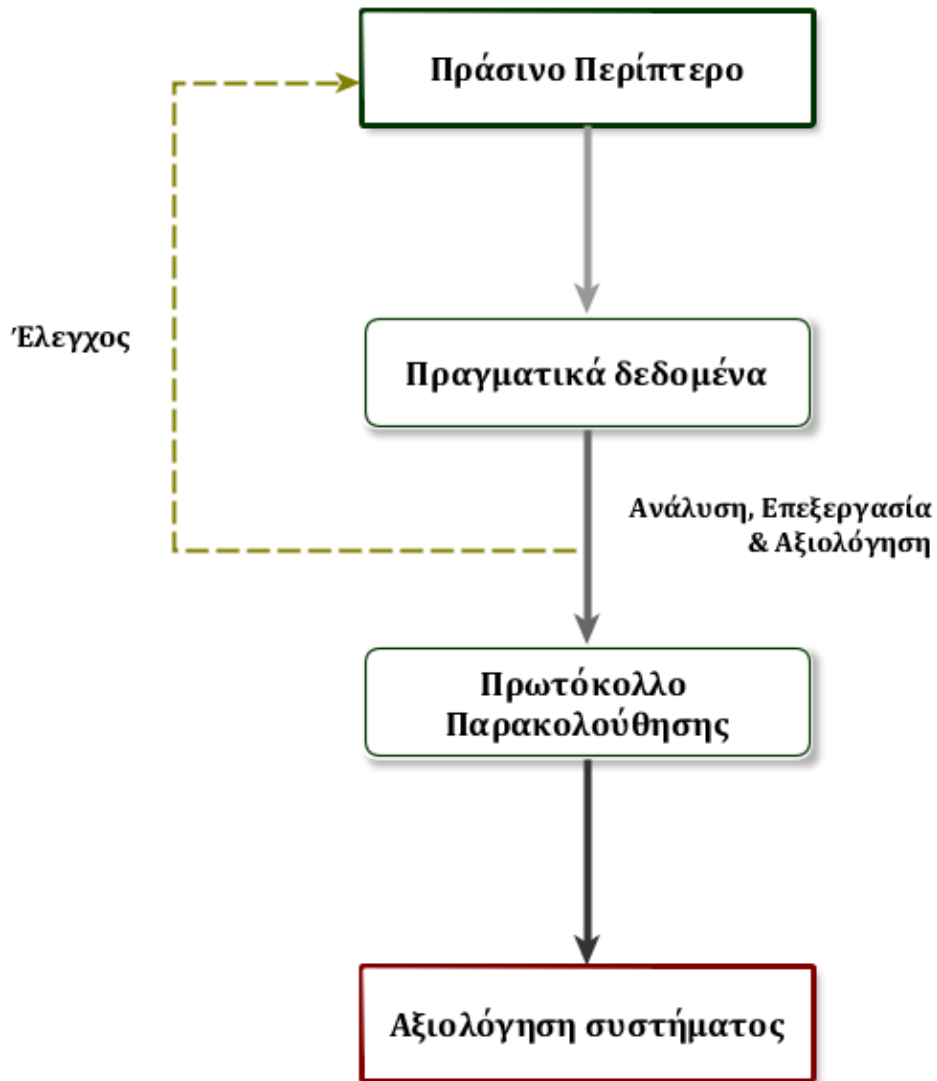 Πράσινο Περίπτερο
Έλεγχος
Πραγματικά δεδομένα
Ανάλυση, Επεξεργασία
& Αξιολόγηση
Πρωτόκολλο
Παρακολούθησης
Αξιολόγηση συστήματος